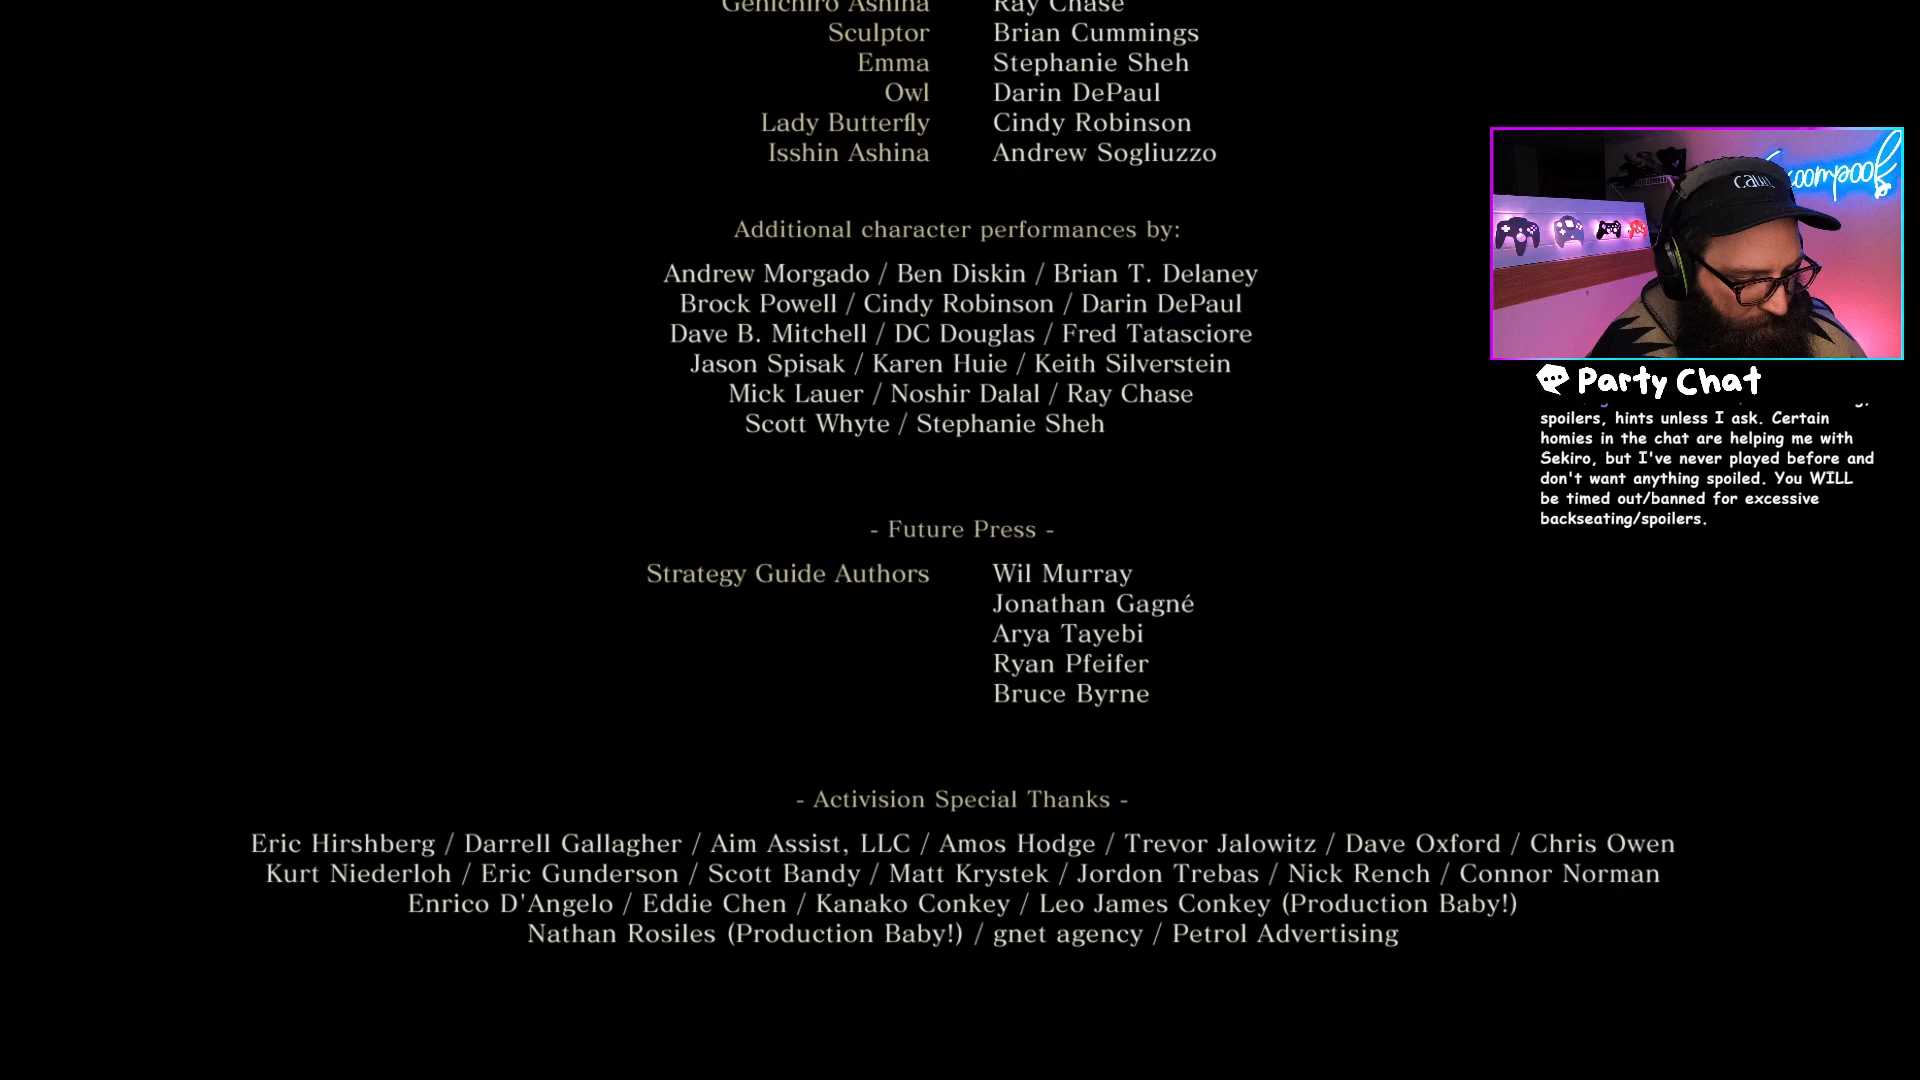 Genichiro Ashina Ray Chase
Sculptor Brian Cummings
Emma Stephanie Sheh
Owl Darin DePaul
Lady Butterfly Cindy Robinson
Isshin Ashina Andrew Sogliuzzo
Additional character performances by:
Andrew Morgado / Ben Diskin / Brian T. Delaney
Brock Powell / Cindy Robinson / Darin DePaul
Dave B. Mitchell / DC Douglas / Fred Tatasciore
Jason Spisak / Karen Huie / Keith Silverstein
Mick Lauer / Noshir Dalal / Ray Chase
Scott Whyte / Stephanie Sheh
- Future Press -
Strategy Guide Authors Wil Murray
Jonathan Gagné
Arya Tayebi
Ryan Pfeifer
Bruce Byrne
- Activision Special Thanks -
Eric Hirshberg / Darrell Gallagher / Aim Assist, LLC / Amos Hodge / Trevor Jalowitz / Dave Oxford / Chris Owen
Kurt Niederloh / Eric Gunderson / Scott Bandy / Matt Krystek / Jordon Trebas / Nick Rench / Connor Norman
Enrico D'Angelo / Eddie Chen / Kanako Conkey / Leo James Conkey (Production Baby!)
Nathan Rosiles (Production Baby!) / gnet agency / Petrol Advertising
Party Chat
spoilers, hints unless I ask. Certain
homies in the chat are helping me with
Sekiro, but I've never played before and
don't want anything spoiled. You WILL
be timed out/banned for excessive
backseating/spoilers.